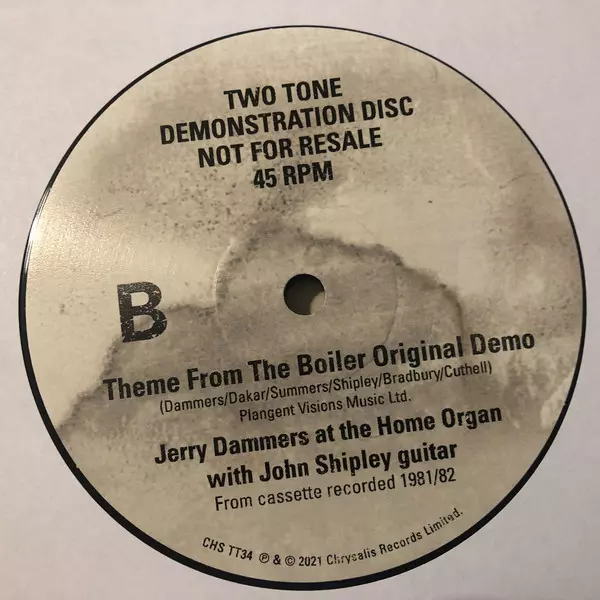 TWO TONE
DEMONSTRATION DISC
NOT FOR RESALE
45 RPM
B
Theme From The Boiler Original Demo
(Dammers/Dakar/Summers/Shipley/Bradbury/Cuthell)
Plangent Visions Music Ltd.
Jerry Dammers at the Home Organ
with John Shipley guitar
From cassette recorded 1981/82
CHS TT34 ℗ & © 2021 Chrysalis Records Limited.